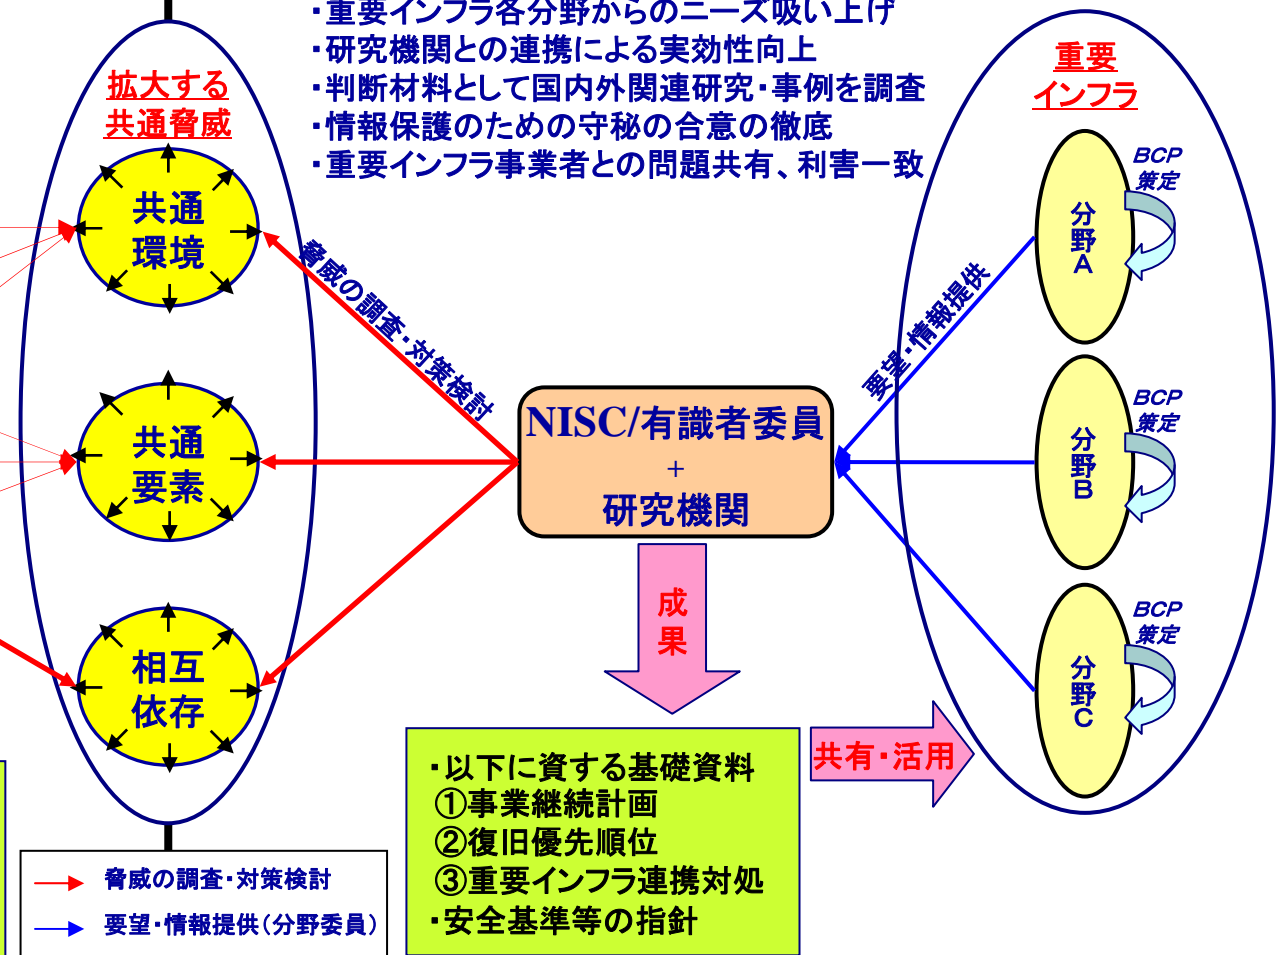 ・重要インフラ各分野からのニーズ吸い上げ
・研究機関との連携による実効性向上
・判断材料として国内外関連研究・事例を調査
・情報保護のための守秘の合意の徹底
・重要インフラ事業者との問題共有、利害一致
拡大する
共通脅威
共通
環境
共通
要素
相互
依存
脅威の調査・対策検討
NISC/有識者委員
+
研究機関
要望・情報提供
重要
インフラ
分野A
BCP
策定
分野B
BCP
策定
分野C
BCP
策定
成果
・以下に資する基礎資料
①事業継続計画
②復旧優先順位
③重要インフラ連携対処
・安全基準等の指針
共有・活用
脅威の調査・対策検討
要望・情報提供(分野委員)